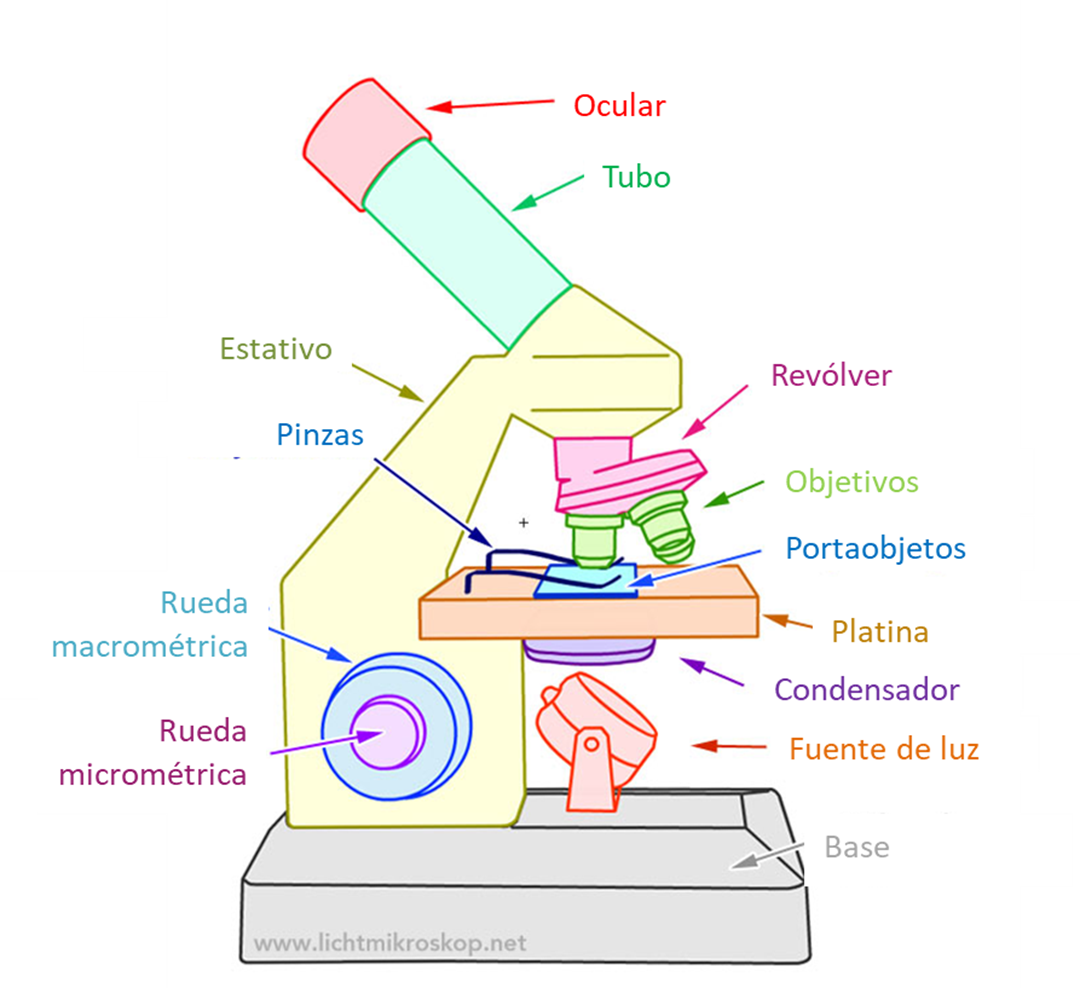 Ocular
Tubo
Estativo
Revólver
Pinzas
Objetivos
Portaobjetos
Rueda
macrométrica
Platina
Condensador
Rueda
micrométrica
Fuente de luz
Base
www.lichtmikroskop.net